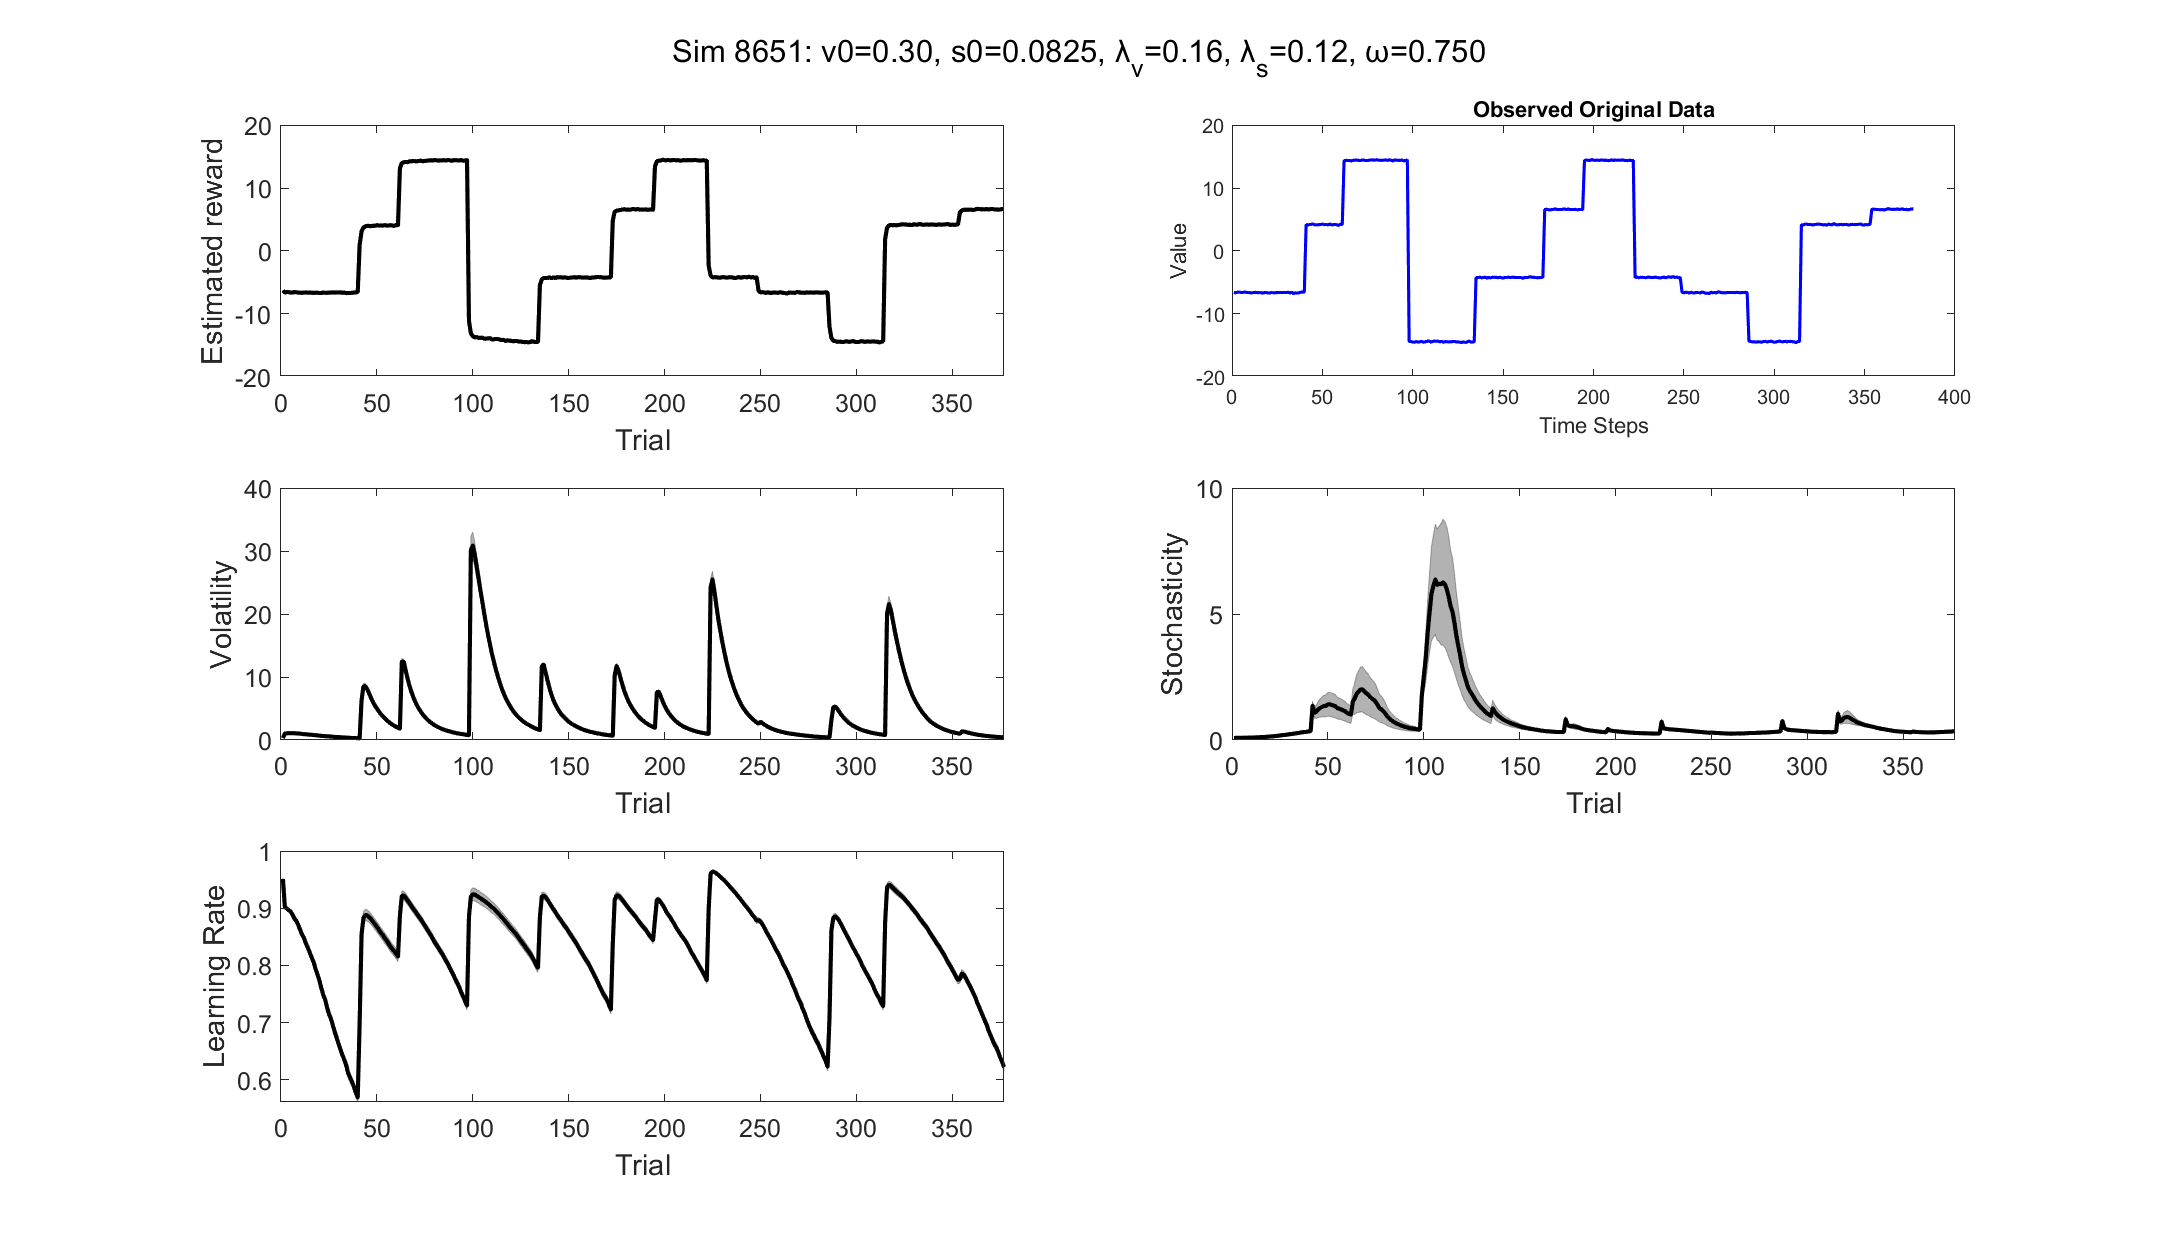 Sim 8651: v0=0.30, s0=0.0825, λv=0.16, λs=0.12, ω=0.750
20
10
0
-10
-20
Estimated reward
0 50 100 150 200 250 300 350
Trial
Observed Original Data
20
10
0
-10
-20
Value
0 50 100 150 200 250 300 350 400
Time Steps
40
30
20
10
0
Volatility
0 50 100 150 200 250 300 350
Trial
10
5
0
Stochasticity
0 50 100 150 200 250 300 350
Trial
1
0.9
0.8
0.7
0.6
Learning Rate
0 50 100 150 200 250 300 350
Trial